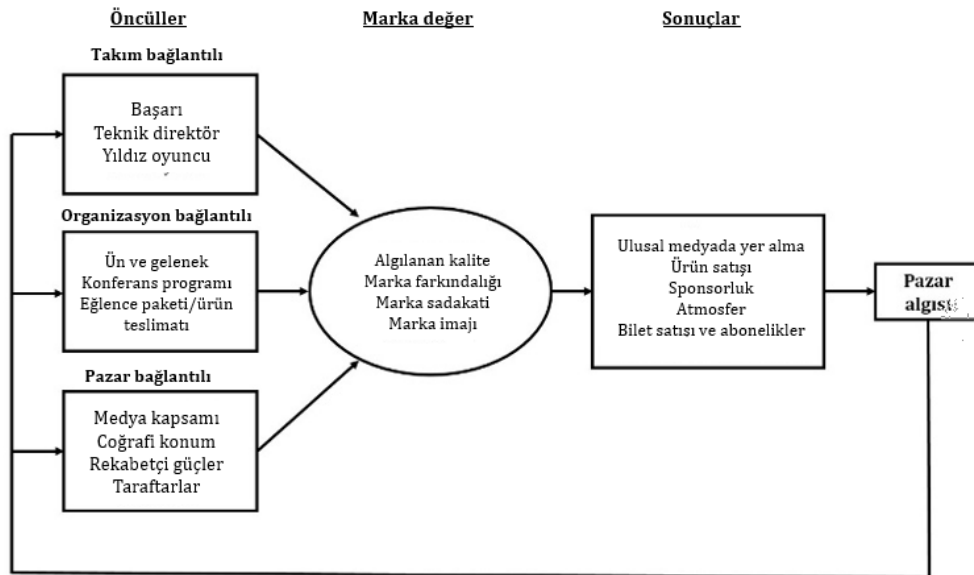 Öncüller
Marka değer
Sonuçlar
Takım bağlantılı
Başarı
Teknik direktör
Yıldız oyuncu
Organizasyon bağlantılı
Ün ve gelenek
Konferans programı
Eğlence paketi/ürün
teslimatı
Pazar bağlantılı
Medya kapsamı
Coğrafi konum
Rekabetçi güçler
Taraftarlar
Algılanan kalite
Marka farkındalığı
Marka sadakati
Marka imajı
Ulusal medyada yer alma
Ürün satışı
Sponsorluk
Atmosfer
Bilet satışı ve abonelikler
Pazar
algısı